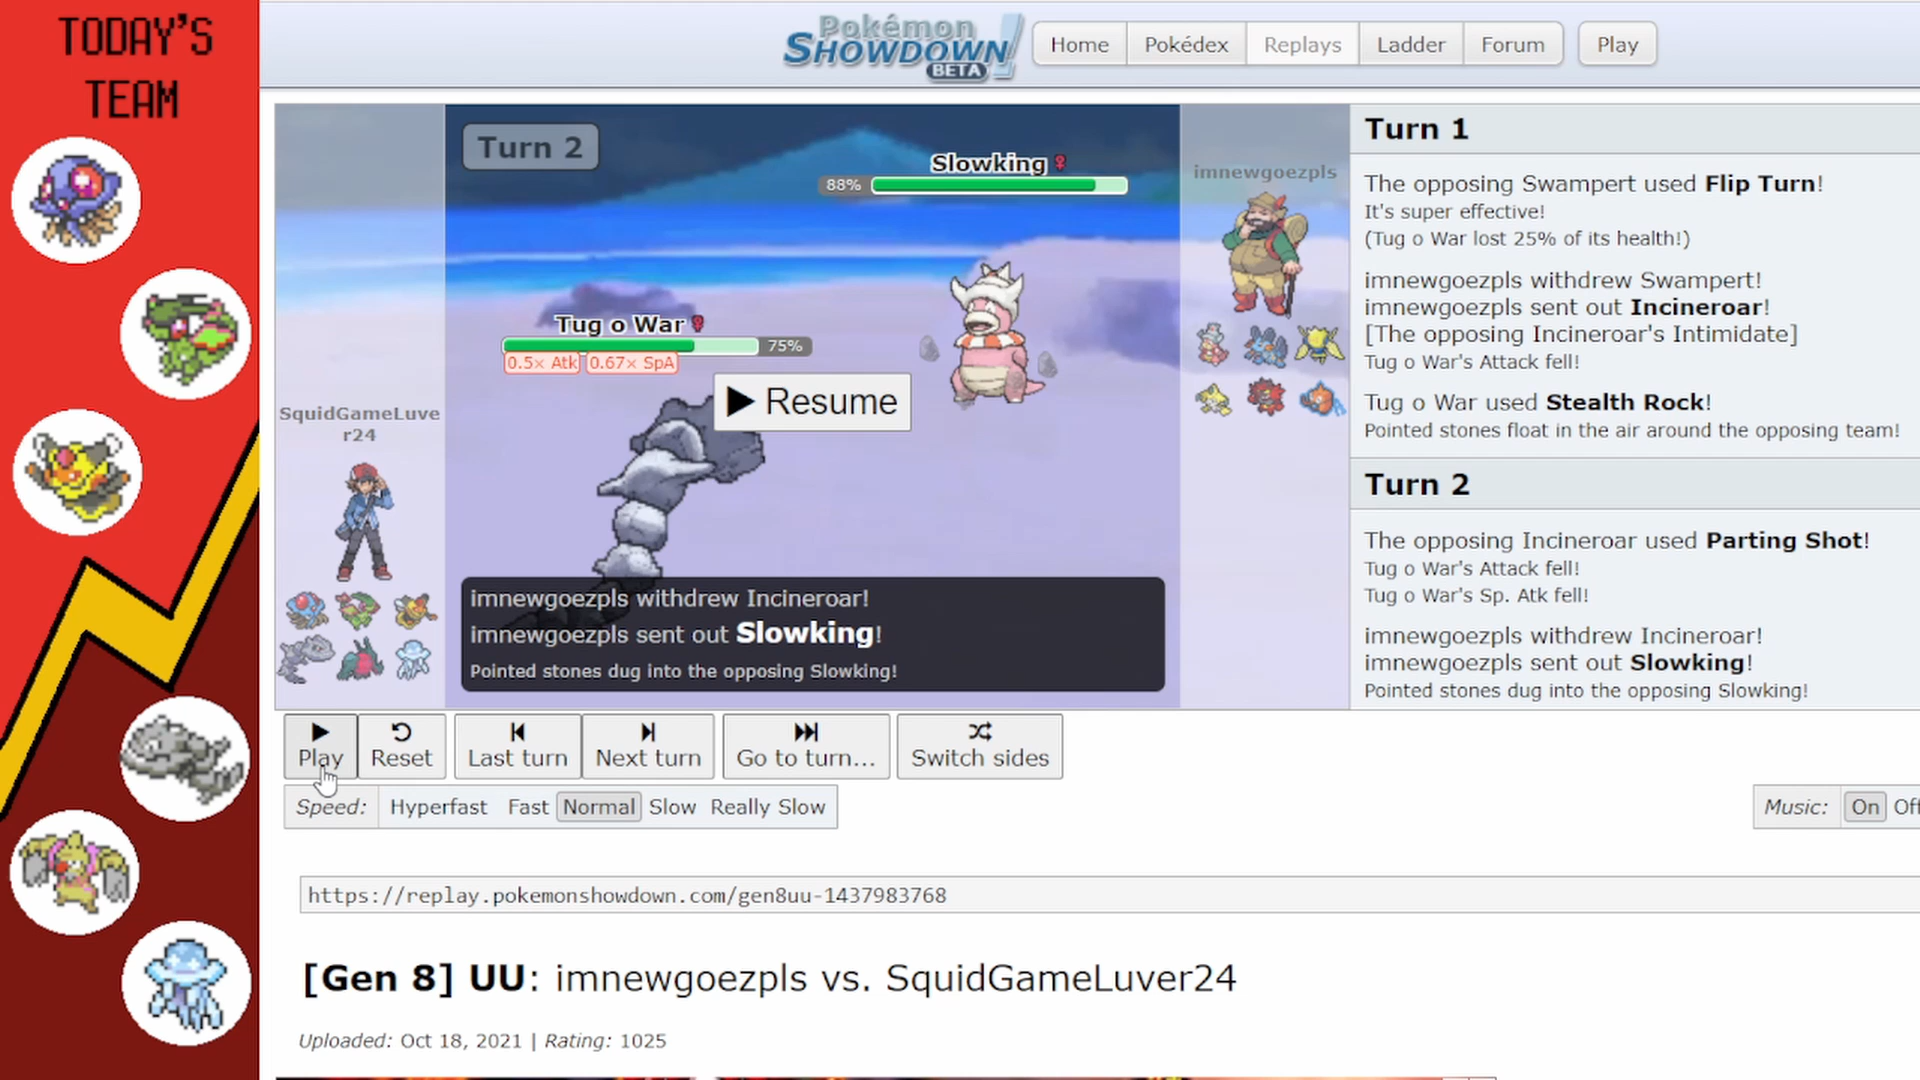 TODAY'S
TEAM
Pokémon
SHOWDOWN!
BETA
Home
Pokédex
Replays
Ladder
Forum
Play
Turn 2
Slowking
88%
Tug o War
75%
0.5× Atk
0.67× SpA
Resume
SquidGameLuve
r24
imnewgoezpls
imnewgoezpls withdrew Incineroar!
imnewgoezpls sent out Slowking!
Pointed stones dug into the opposing Slowking!
Turn 1
The opposing Swampert used Flip Turn!
It's super effective!
(Tug o War lost 25% of its health!)
imnewgoezpls withdrew Swampert!
imnewgoezpls sent out Incineroar!
[The opposing Incineroar's Intimidate]
Tug o War's Attack fell!
Tug o War used Stealth Rock!
Pointed stones float in the air around the opposing team!
Turn 2
The opposing Incineroar used Parting Shot!
Tug o War's Attack fell!
Tug o War's Sp. Atk fell!
imnewgoezpls withdrew Incineroar!
imnewgoezpls sent out Slowking!
Pointed stones dug into the opposing Slowking!
Play
Reset
Last turn
Next turn
Go to turn...
Switch sides
Speed:
Hyperfast
Fast
Normal
Slow
Really Slow
Music:
On
Off
https://replay.pokemonshowdown.com/gen8uu-1437983768
[Gen 8] UU: imnewgoezpls vs. SquidGameLuver24
Uploaded: Oct 18, 2021 | Rating: 1025